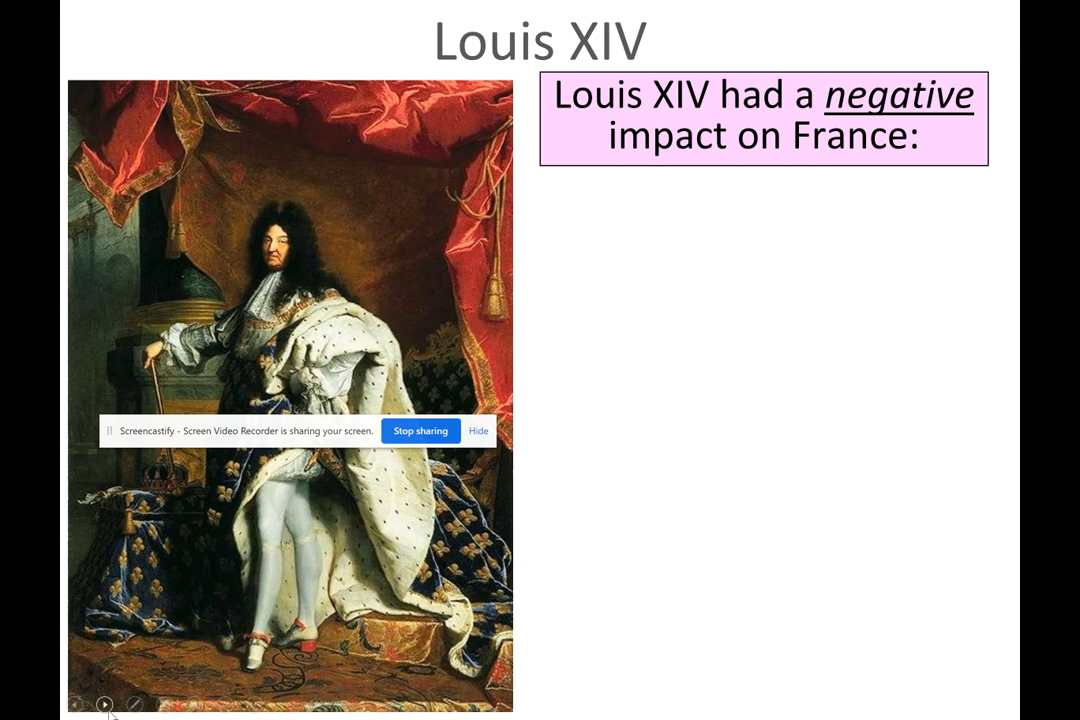 Louis XIV
Louis XIV had a negative
impact on France:
Screencastify - Screen Video Recorder is sharing your screen.
Stop sharing
Hide